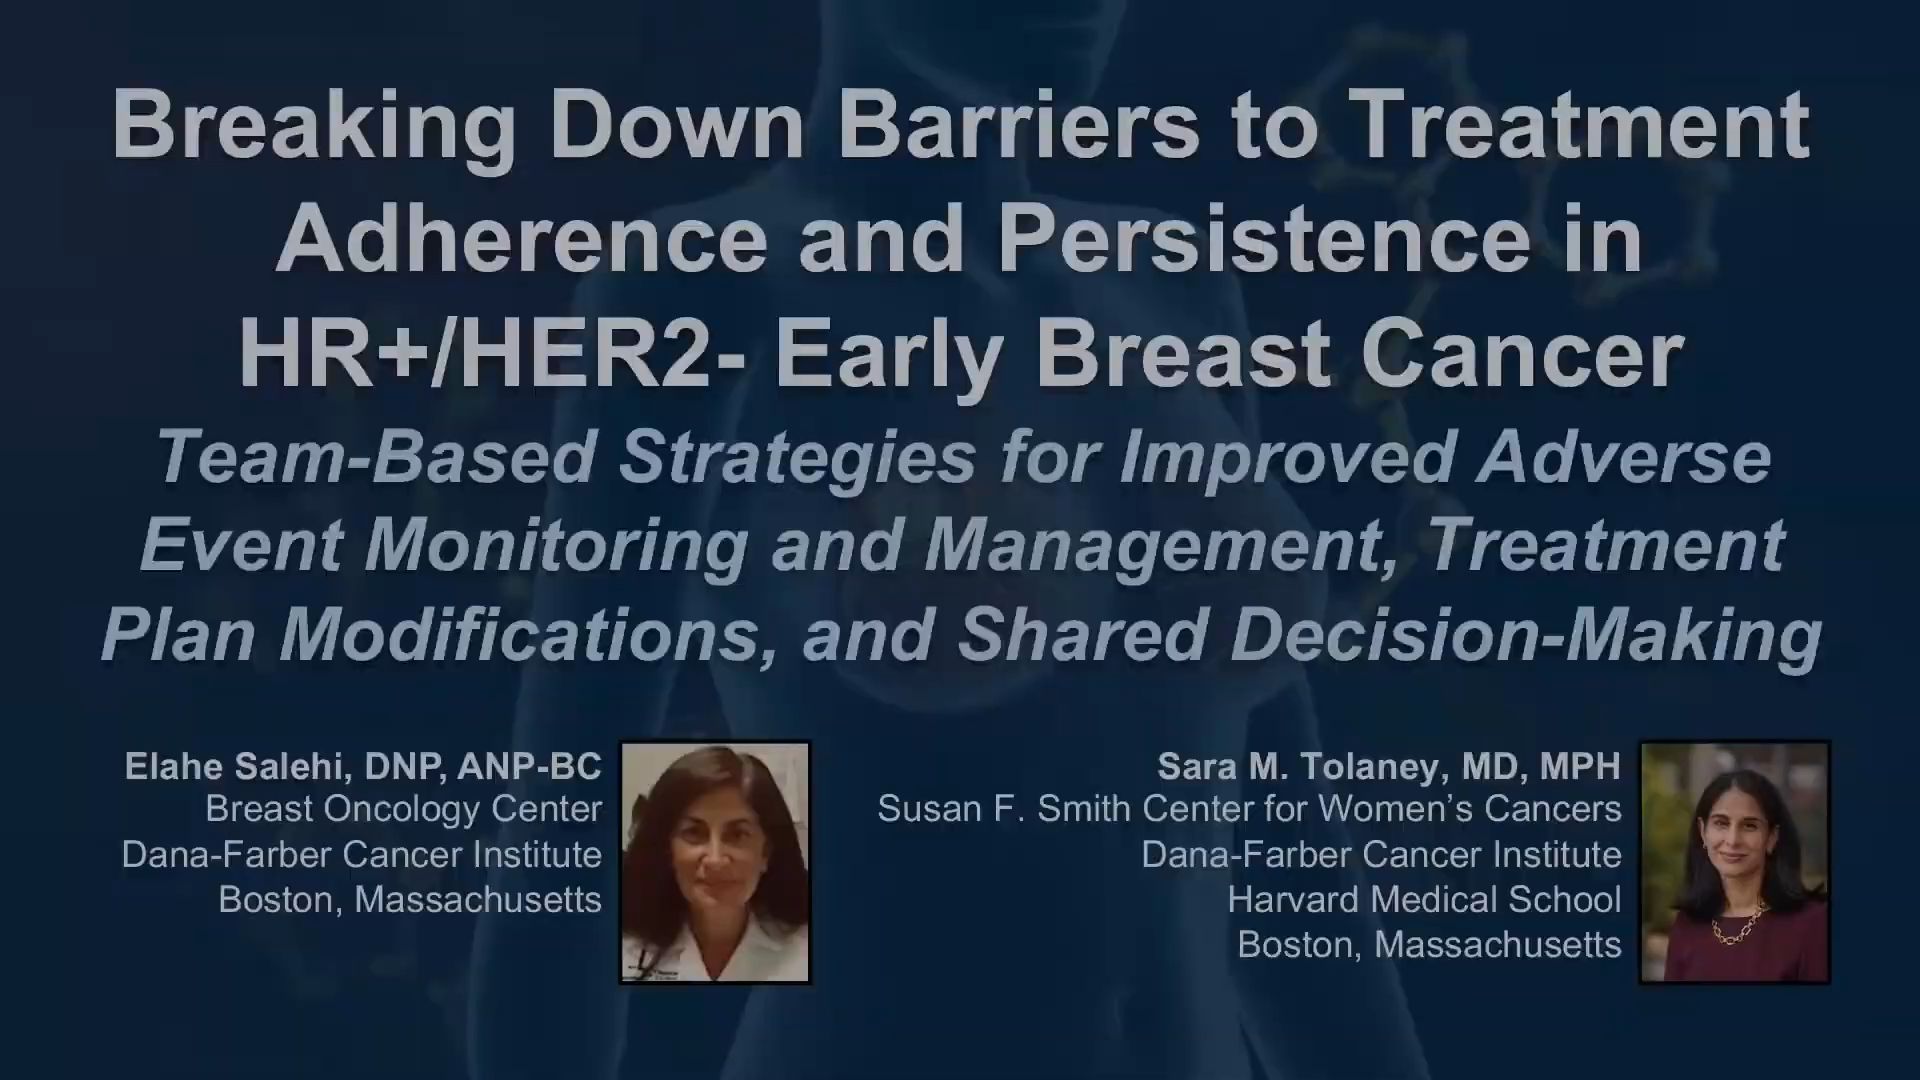 Breaking Down Barriers to Treatment
Adherence and Persistence in
HR+/HER2- Early Breast Cancer
Team-Based Strategies for Improved Adverse
Event Monitoring and Management, Treatment
Plan Modifications, and Shared Decision-Making
Elahe Salehi, DNP, ANP-BC
Breast Oncology Center
Dana-Farber Cancer Institute
Boston, Massachusetts
Sara M. Tolaney, MD, MPH
Susan F. Smith Center for Women's Cancers
Dana-Farber Cancer Institute
Harvard Medical School
Boston, Massachusetts